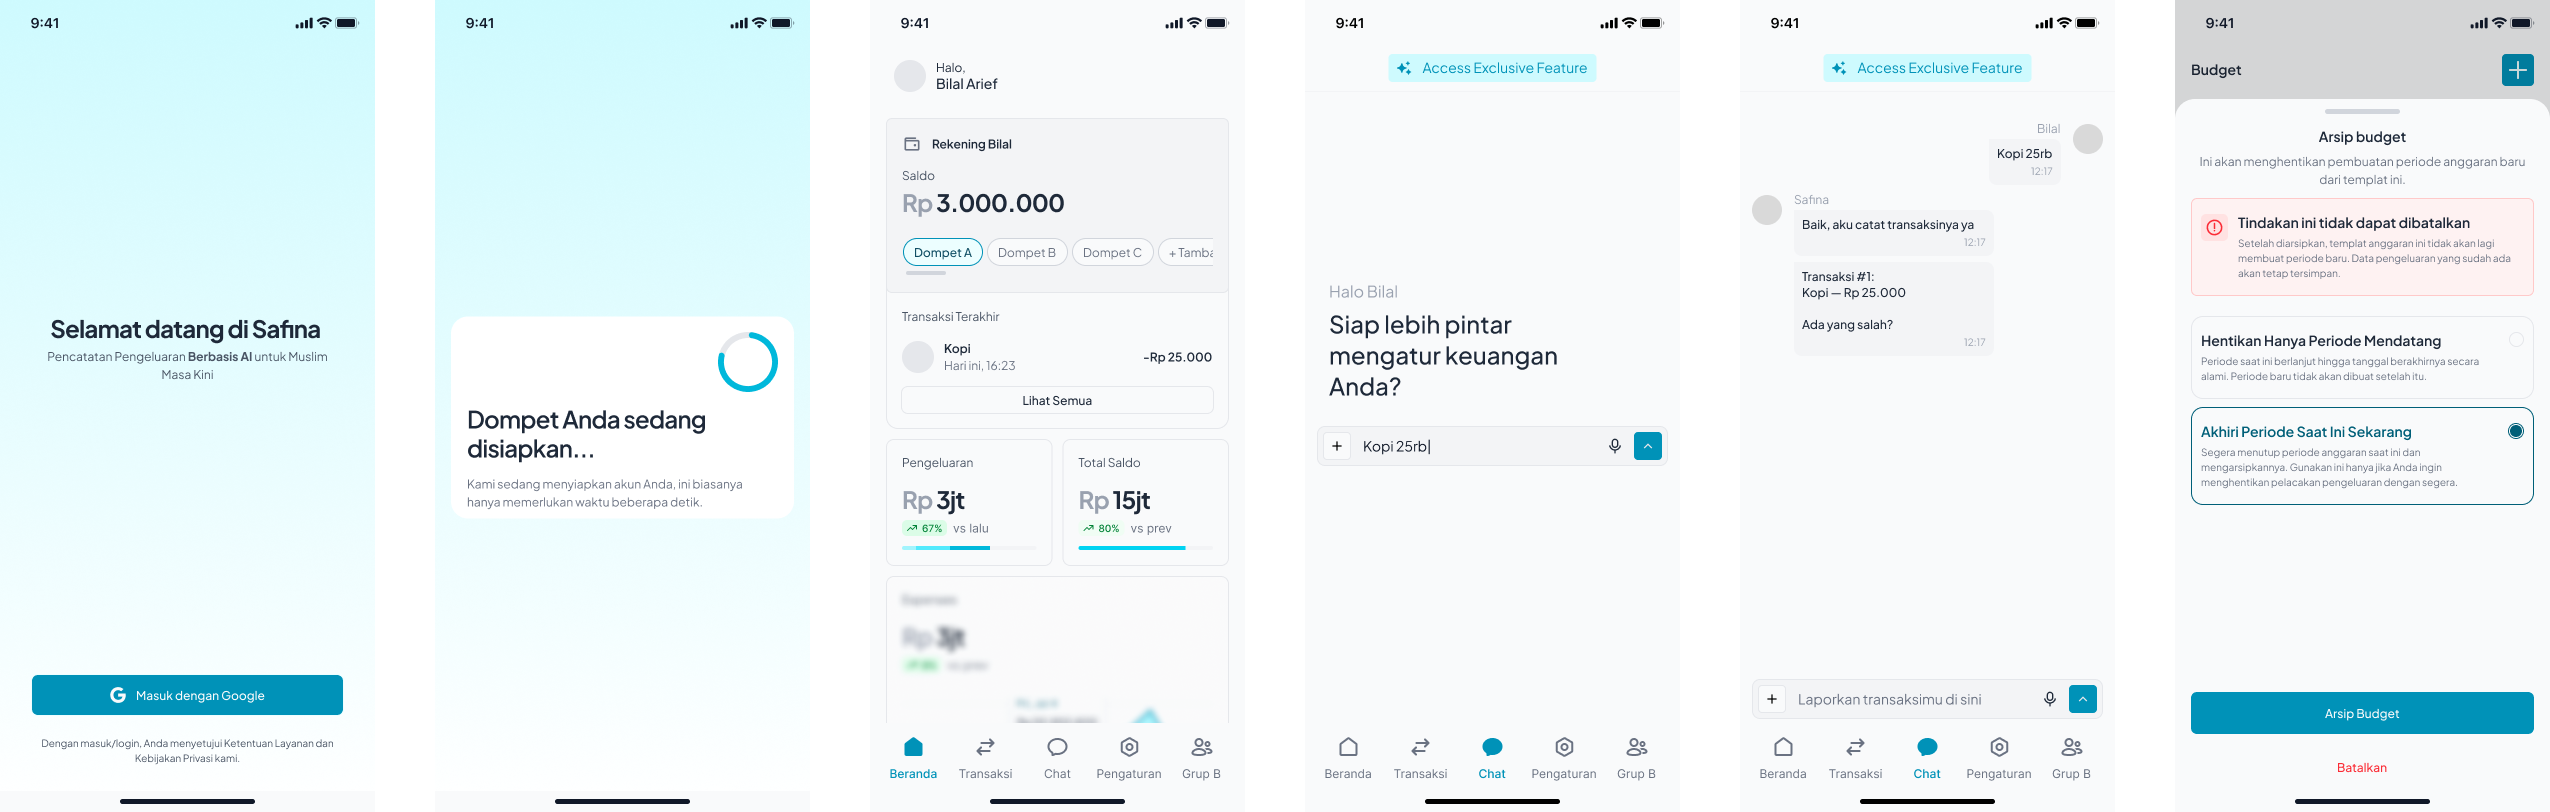 9:41
Selamat datang di Safina
Pencatatan Pengeluaran Berbasis AI untuk Muslim
Masa Kini
Masuk dengan Google
Dengan masuk/login, Anda menyetujui Ketentuan Layanan dan
Kebijakan Privasi kami.
9:41
Dompet Anda sedang
disiapkan...
Kami sedang menyiapkan akun Anda, ini biasanya
hanya memerlukan waktu beberapa detik.
9:41
Halo,
Bilal Arief
Rekening Bilal
Saldo
Rp 3.000.000
Dompet A
Dompet B
Dompet C
+ Tamba
Transaksi Terakhir
Kopi
Hari ini, 16:23
-Rp 25.000
Lihat Semua
Pengeluaran
Rp 3jt
67% vs lalu
Total Saldo
Rp 15jt
80% vs prev
Expenses
Rp 3jt
vs prev
Beranda
Transaksi
Chat
Pengaturan
Grup B
9:41
Access Exclusive Feature
Halo Bilal
Siap lebih pintar
mengatur keuangan
Anda?
+ Kopi 25rb|
Beranda
Transaksi
Chat
Pengaturan
Grup B
9:41
Access Exclusive Feature
Bilal
Kopi 25rb
12:17
Safina
Baik, aku catat transaksinya ya
12:17
Transaksi #1:
Kopi — Rp 25.000
Ada yang salah?
12:17
+ Laporkan transaksimu di sini
Beranda
Transaksi
Chat
Pengaturan
Grup B
9:41
Budget
Arsip budget
Ini akan menghentikan pembuatan periode anggaran baru
dari templat ini.
Tindakan ini tidak dapat dibatalkan
Setelah diarsipkan, templat anggaran ini tidak akan lagi
membuat periode baru. Data pengeluaran yang sudah ada
akan tetap tersimpan.
Hentikan Hanya Periode Mendatang
Periode saat ini berlanjut hingga tanggal berakhirnya secara
alami. Periode baru tidak akan dibuat setelah itu.
Akhiri Periode Saat Ini Sekarang
Segera menutup periode anggaran saat ini dan
mengarsipkannya. Gunakan ini hanya jika Anda ingin
menghentikan pelacakan pengeluaran dengan segera.
Arsip Budget
Batalkan